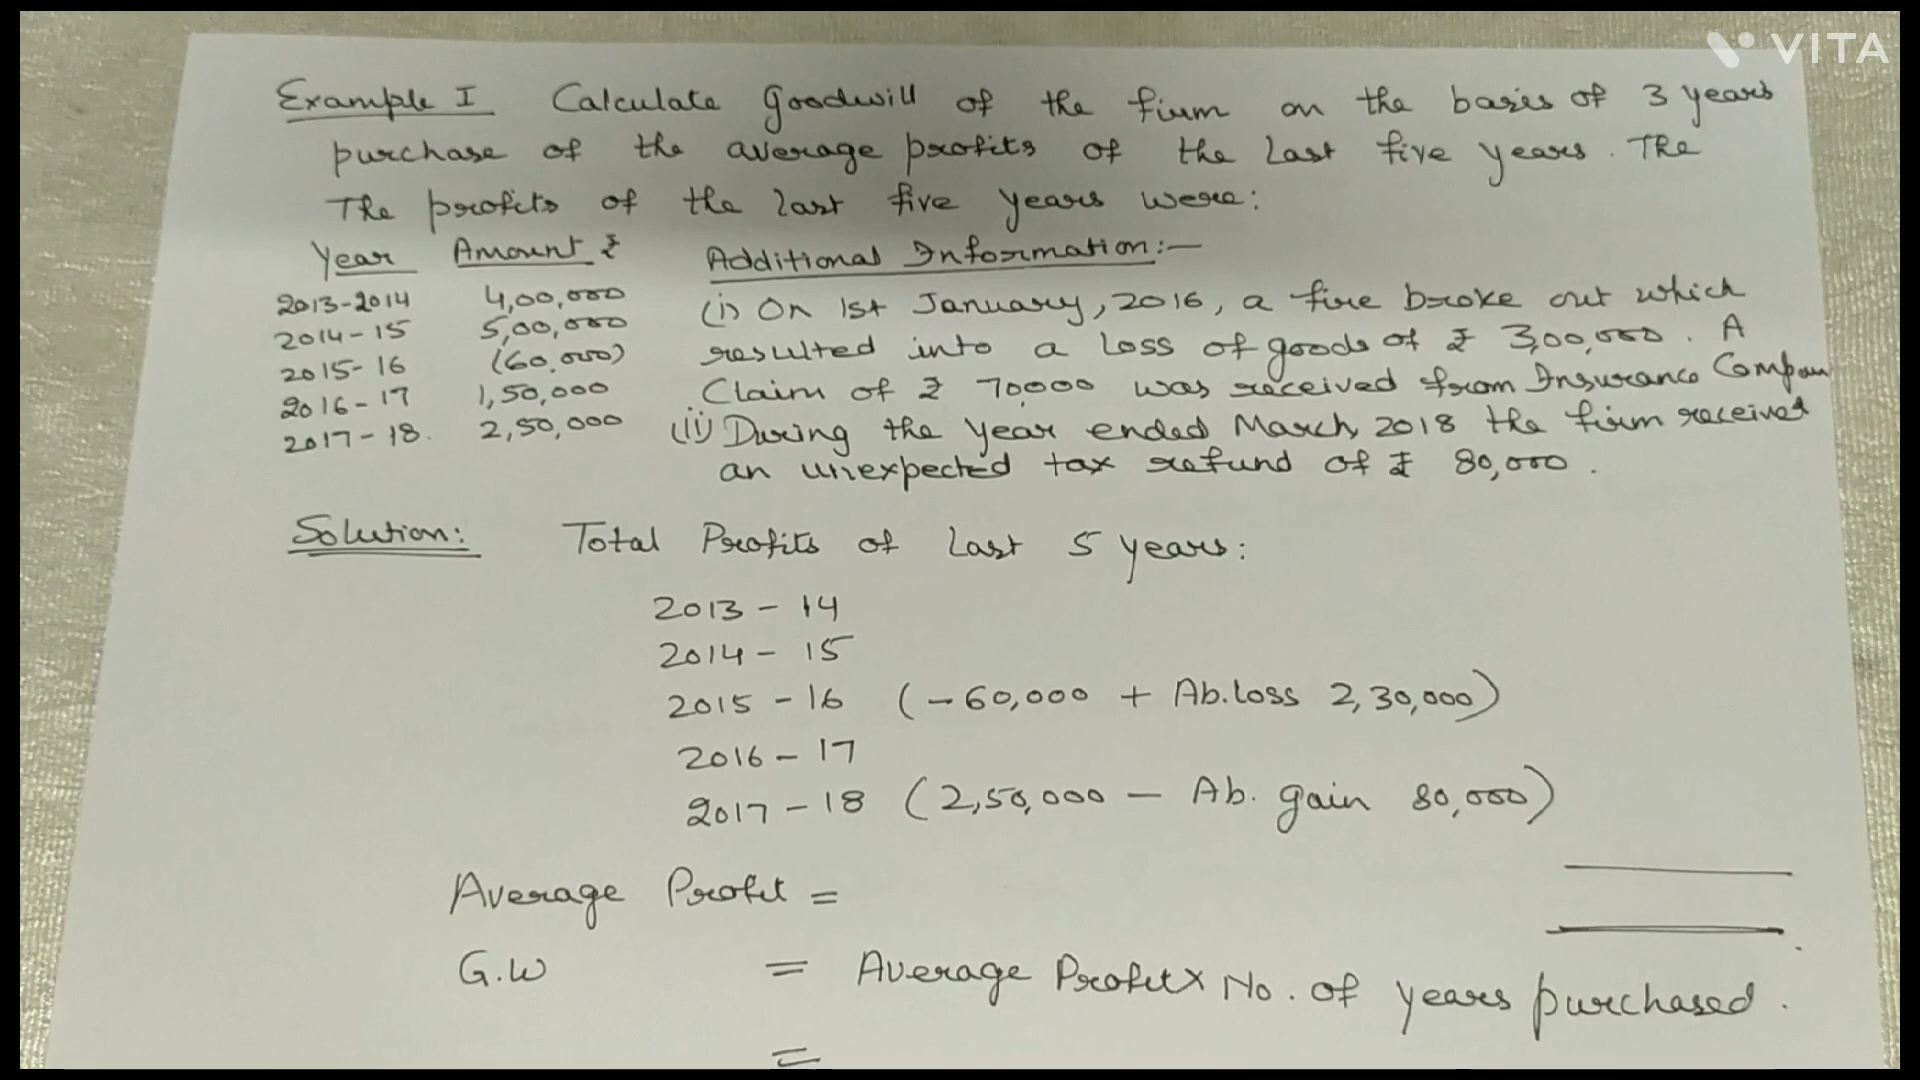 VITA
Example I Calculate Goodwill of the firm on the basis of 3 years
purchase of the average profits of the last five years. The
The profits of the last five years were:
Year Amount ₹ Additional Information:-
2013-2014 4,00,000 (i) On 1st January, 2016, a fire broke out which
2014-15 5,00,000 resulted into a loss of goods of ₹ 3,00,000. A
2015-16 (60,000) Claim of ₹ 70000 was received from Insurance Compan
2016-17 1,50,000 (ii) During the year ended March, 2018 the firm received
2017-18. 2,50,000 an unexpected tax refund of ₹ 80,000.
Solution: Total Profits of last 5 years:
2013-14
2014-15
2015-16 (-60,000 + Ab.loss 2,30,000)
2016-17
2017-18 (2,50,000 - Ab. gain 80,000)
Average Profit =
G.W = Average Profit x No. of years purchased.
=